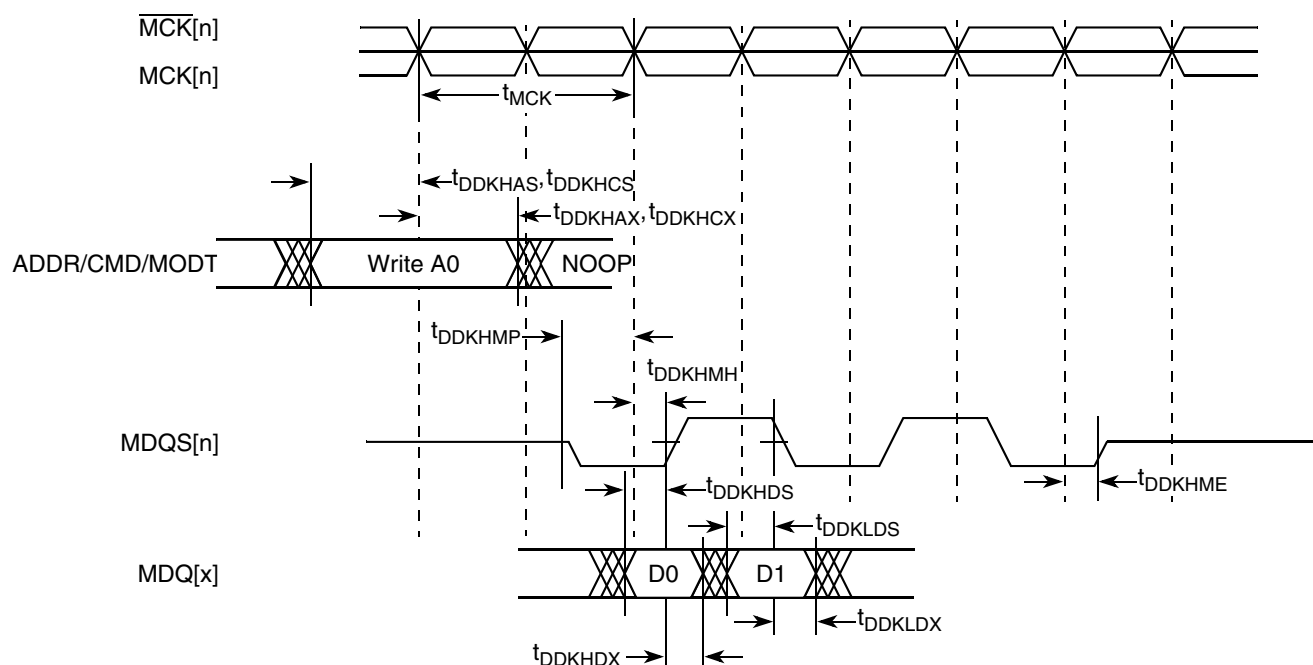 MCK[n]
MCK[n]
tMCK
tDDKHAS,tDDKHCS
tDDKHAX,tDDKHCX
ADDR/CMD/MODT
Write A0
NOOP
tDDKHMP
tDDKHMH
MDQS[n]
tDDKHDS
tDDKHME
tDDKLDS
MDQ[x]
D0
D1
tDDKLDX
tDDKHDX